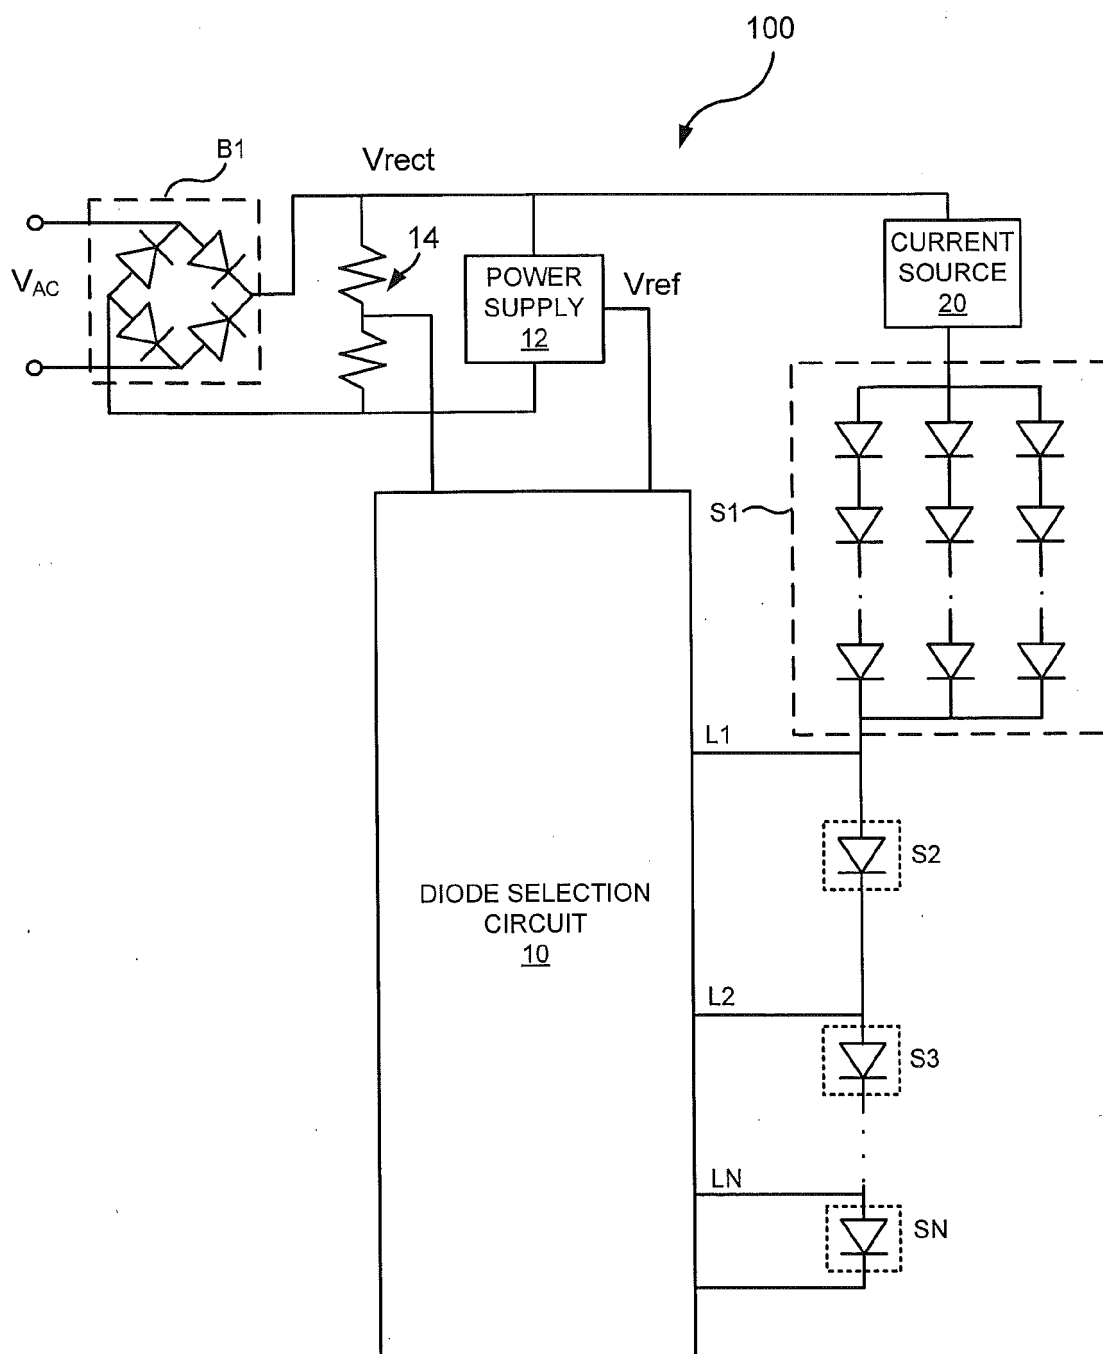 100
B1
Vrect
VAC
14
POWER
SUPPLY
12
Vref
CURRENT
SOURCE
20
S1
L1
S2
DIODE SELECTION
CIRCUIT
10
L2
S3
LN
SN